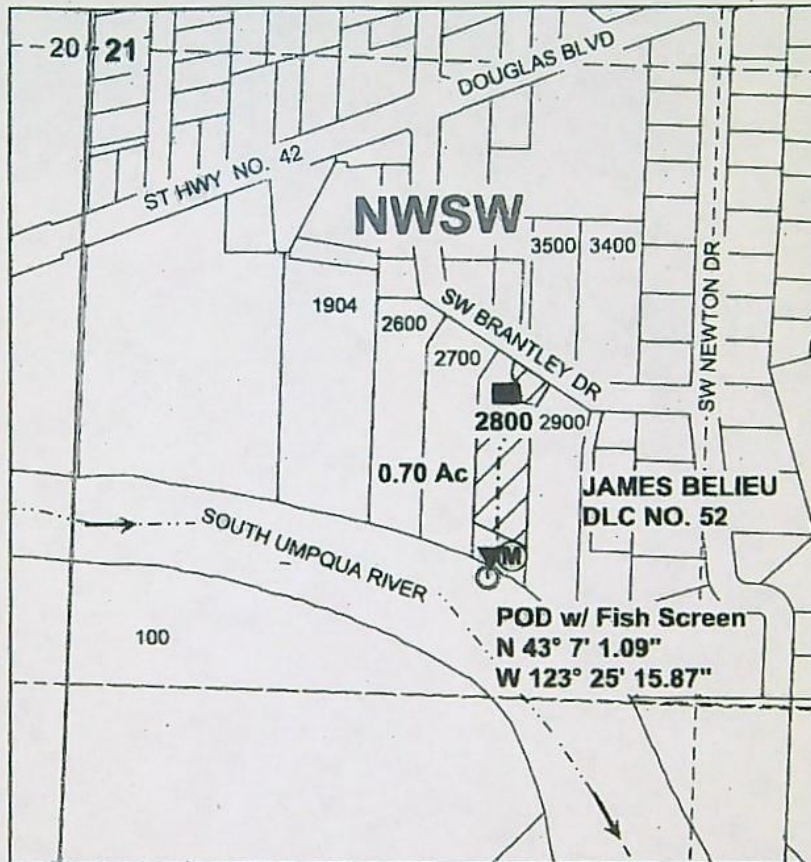 20 21
DOUGLAS BLVD
ST HWY NO. 42
NWSW
3500 3400
1904
2600
SW BRANTLEY DR
SW NEWTON DR
2700
2800 2900
0.70 Ac
JAMES BELIEU
DLC NO. 52
SOUTH UMPQUA RIVER
M
POD w/ Fish Screen
N 43° 7' 1.09"
W 123° 25' 15.87"
100